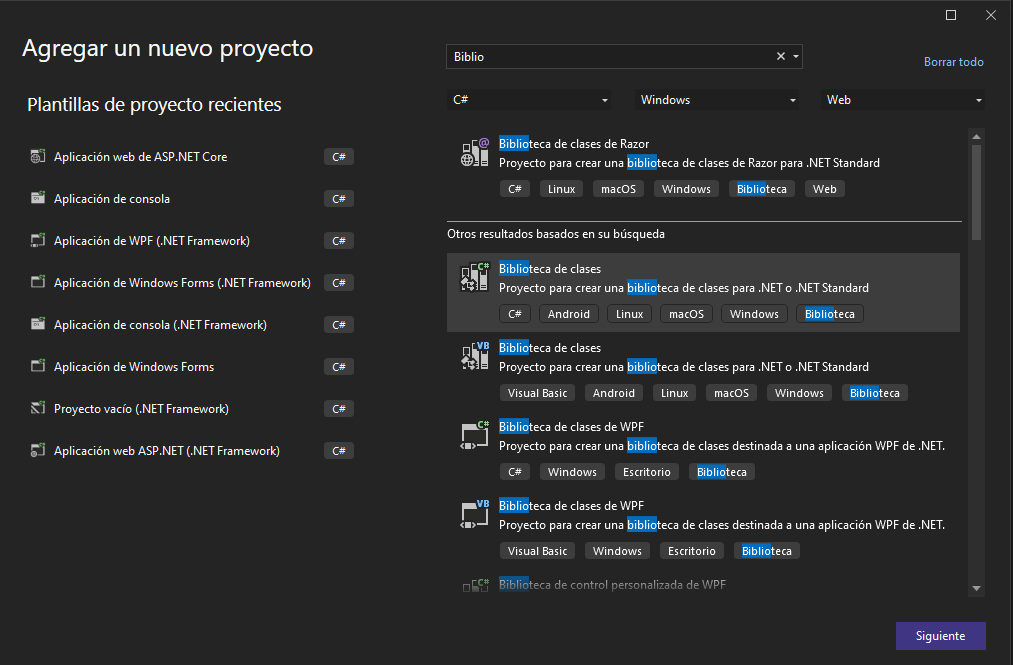 Agregar un nuevo proyecto
Plantillas de proyecto recientes
Aplicación web de ASP.NET Core C#
Aplicación de consola C#
Aplicación de WPF (.NET Framework) C#
Aplicación de Windows Forms (.NET Framework) C#
Aplicación de consola (.NET Framework) C#
Aplicación de Windows Forms C#
Proyecto vacío (.NET Framework) C#
Aplicación web ASP.NET (.NET Framework) C#
Biblio
Borrar todo
C# Windows Web
Biblioteca de clases de Razor
Proyecto para crear una biblioteca de clases de Razor para .NET Standard
C# Linux macOS Windows Biblioteca Web
Otros resultados basados en su búsqueda
C#
Biblioteca de clases
Proyecto para crear una biblioteca de clases para .NET o .NET Standard
C# Android Linux macOS Windows Biblioteca
VB
Biblioteca de clases
Proyecto para crear una biblioteca de clases para .NET o .NET Standard
Visual Basic Android Linux macOS Windows Biblioteca
C#
Biblioteca de clases de WPF
Proyecto para crear una biblioteca de clases destinada a una aplicación WPF de .NET.
C# Windows Escritorio Biblioteca
VB
Biblioteca de clases de WPF
Proyecto para crear una biblioteca de clases destinada a una aplicación WPF de .NET.
Visual Basic Windows Escritorio Biblioteca
C#
Biblioteca de control personalizada de WPF
Siguiente